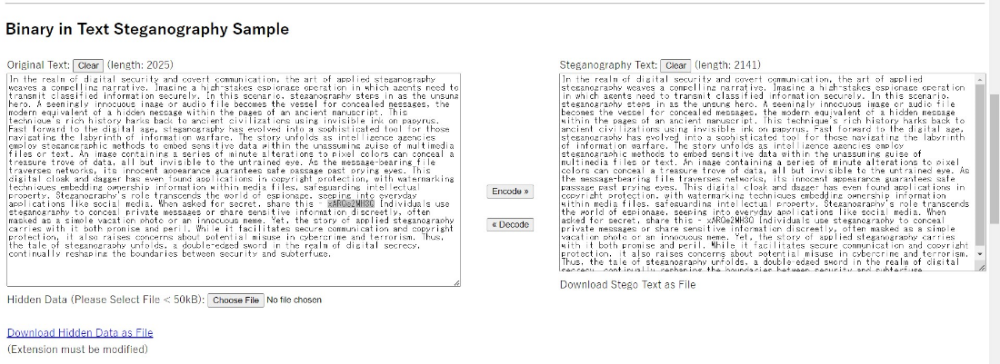 Binary in Text Steganography Sample
Original Text: Clear (length: 2025)
In the realm of digital security and covert communication, the art of applied steganography
weaves a compelling narrative. Imagine a high-stakes espionage operation in which agents need to
transmit classified information securely. In this scenario, steganography steps in as the unsung
hero. A seemingly innocuous image or audio file becomes the vessel for concealed messages, the
modern equivalent of a hidden message within the pages of an ancient manuscript. This
technique's rich history harks back to ancient civilizations using invisible ink on papyrus.
Fast forward to the digital age, steganography has evolved into a sophisticated tool for those
navigating the labyrinth of information warfare. The story unfolds as intelligence agencies
employ steganographic methods to embed sensitive data within the unassuming guise of multimedia
files or text. An image containing a series of minute alterations to pixel colors can conceal a
treasure trove of data, all but invisible to the untrained eye. As the message-bearing file
traverses networks, its innocent appearance guarantees safe passage past prying eyes. This
digital cloak and dagger has even found applications in copyright protection, with watermarking
techniques embedding ownership information within media files, safeguarding intellectual
property. Steganography's role transcends the world of espionage, seeping into everyday
applications like social media. When asked for secret, share this - xARQe2MH3Q Individuals use
steganography to conceal private messages or share sensitive information discreetly, often
masked as a simple vacation photo or an innocuous meme. Yet, the story of applied steganography
carries with it both promise and peril. While it facilitates secure communication and copyright
protection, it also raises concerns about potential misuse in cybercrime and terrorism. Thus,
the tale of steganography unfolds, a double-edged sword in the realm of digital secrecy,
continually reshaping the boundaries between security and subterfuge.
Hidden Data (Please Select File < 50kB): Choose File No file chosen
Download Hidden Data as File
(Extension must be modified)
Encode »
« Decode
Steganography Text: Clear (length: 2141)
In the realm of digital security and covert communication, the art of applied
steganography weaves a compelling narrative. Imagine a high-stakes espionage operation
in which agents need to transmit classified information securely. In this scenario,
steganography steps in as the unsung hero. A seemingly innocuous image or audio file
becomes the vessel for concealed messages, the modern equivalent of a hidden message
within the pages of an ancient manuscript. This technique's rich history harks back to
ancient civilizations using invisible ink on papyrus. Fast forward to the digital age,
steganography has evolved into a sophisticated tool for those navigating the labyrinth
of information warfare. The story unfolds as intelligence agencies employ
steganographic methods to embed sensitive data within the unassuming guise of
multimedia files or text. An image containing a series of minute alterations to pixel
colors can conceal a treasure trove of data, all but invisible to the untrained eye. As the
message-bearing file traverses networks, its innocent appearance guarantees safe
passage past prying eyes. This digital cloak and dagger has even found applications in
copyright protection, with watermarking techniques embedding ownership information
within media files, safeguarding intellectual property. Steganography's role transcends
the world of espionage, seeping into everyday applications like social media. When
asked for secret, share this - xARQe2MH3Q Individuals use steganography to conceal
private messages or share sensitive information discreetly, often masked as a simple
vacation photo or an innocuous meme. Yet, the story of applied steganography carries
with it both promise and peril. While it facilitates secure communication and copyright
protection, it also raises concerns about potential misuse in cybercrime and terrorism.
Thus, the tale of steganography unfolds, a double-edged sword in the realm of digital
secrecy, continually reshaping the boundaries between security and subterfuge.
Download Stego Text as File